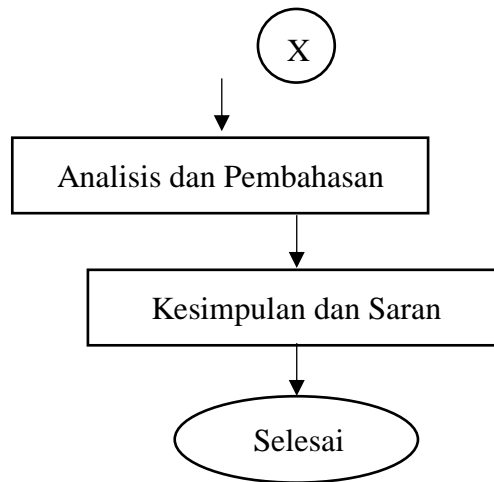 X
Analisis dan Pembahasan
Kesimpulan dan Saran
Selesai